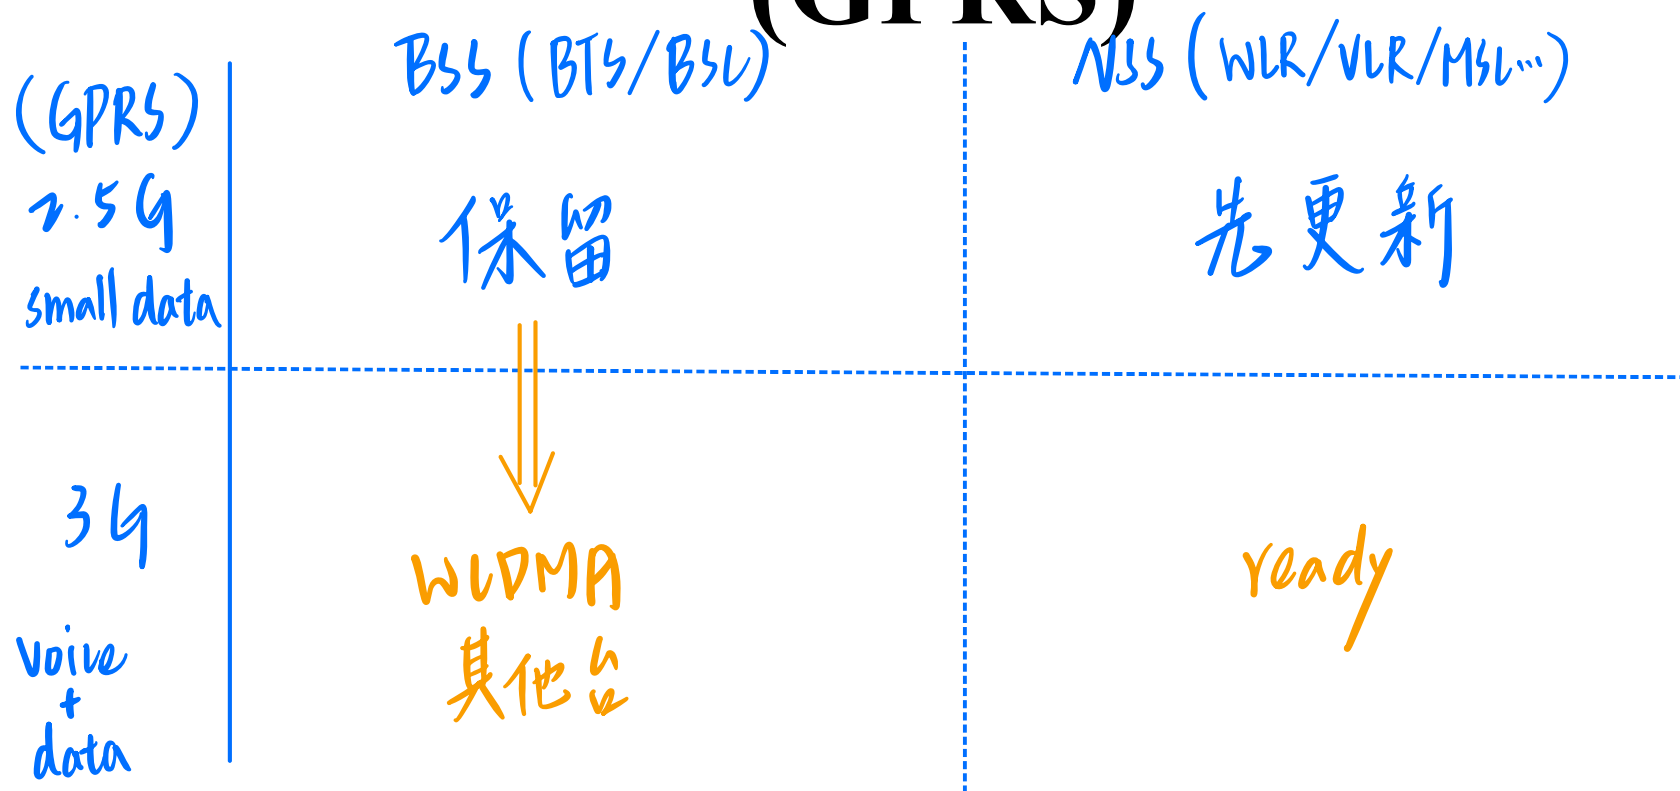 (GPRS)
BSS (BTS/BSC)
NSS (WLR/VLR/MSC...)
(GPRS)
2.5G
small data
保留
先更新
3G
WCDMA
其他台
ready
voice
+
data